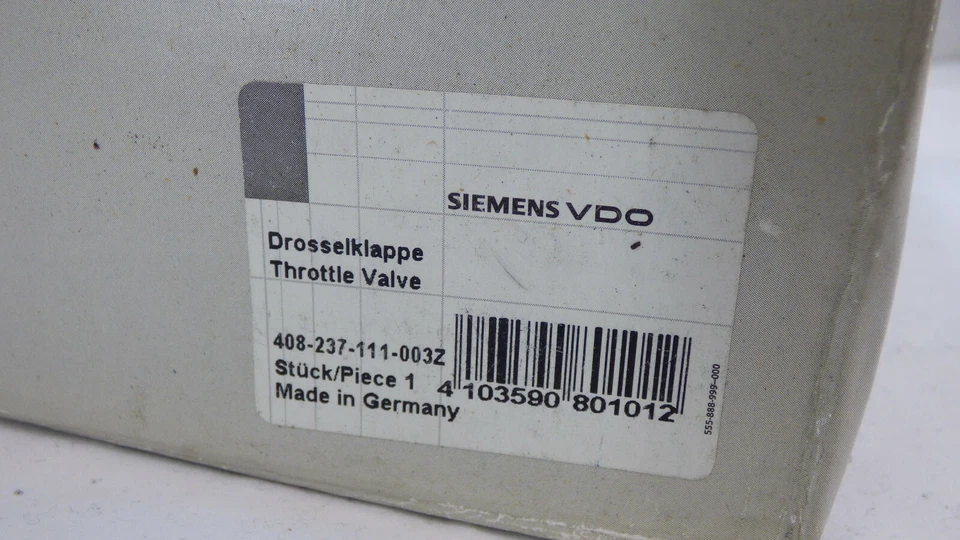 SIEMENS VDO
Drosselklappe
Throttle Valve
408-237-111-003Z
Stück/Piece 1
Made in Germany
4 103590 801012
555-888-999-000